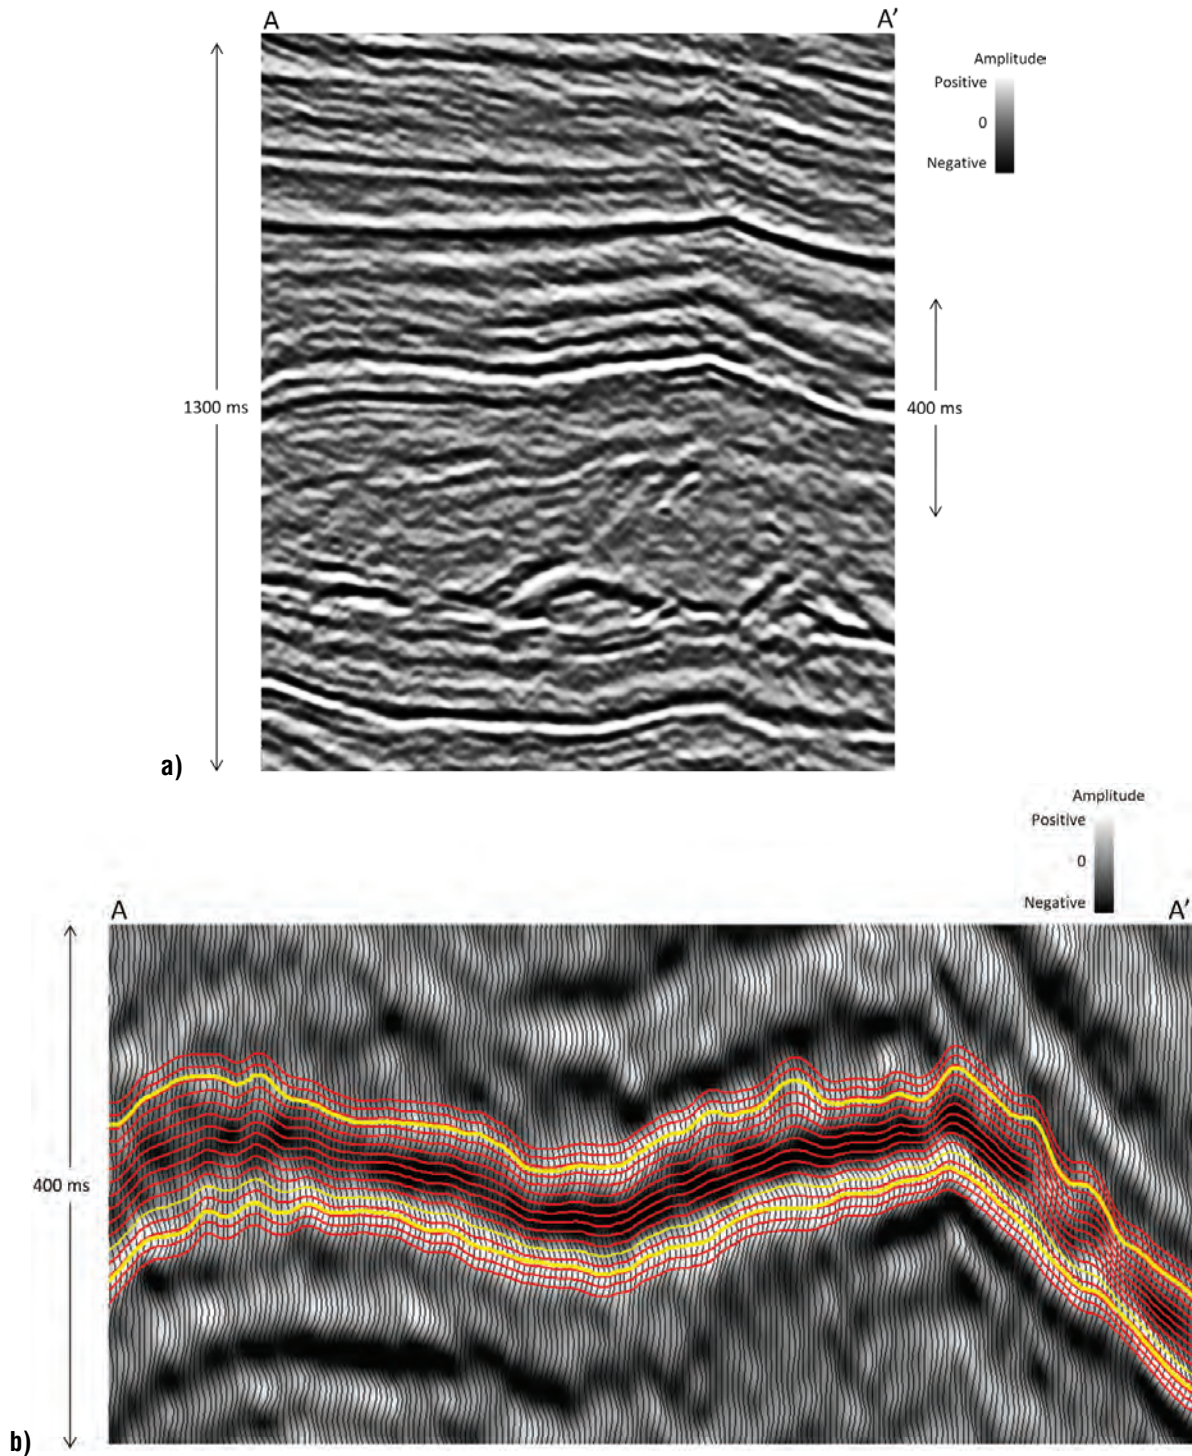 A
A’
Amplitude
Positive
0
Negative
1300 ms
400 ms
a)
Amplitude
Positive
0
Negative
A
A’
400 ms
b)